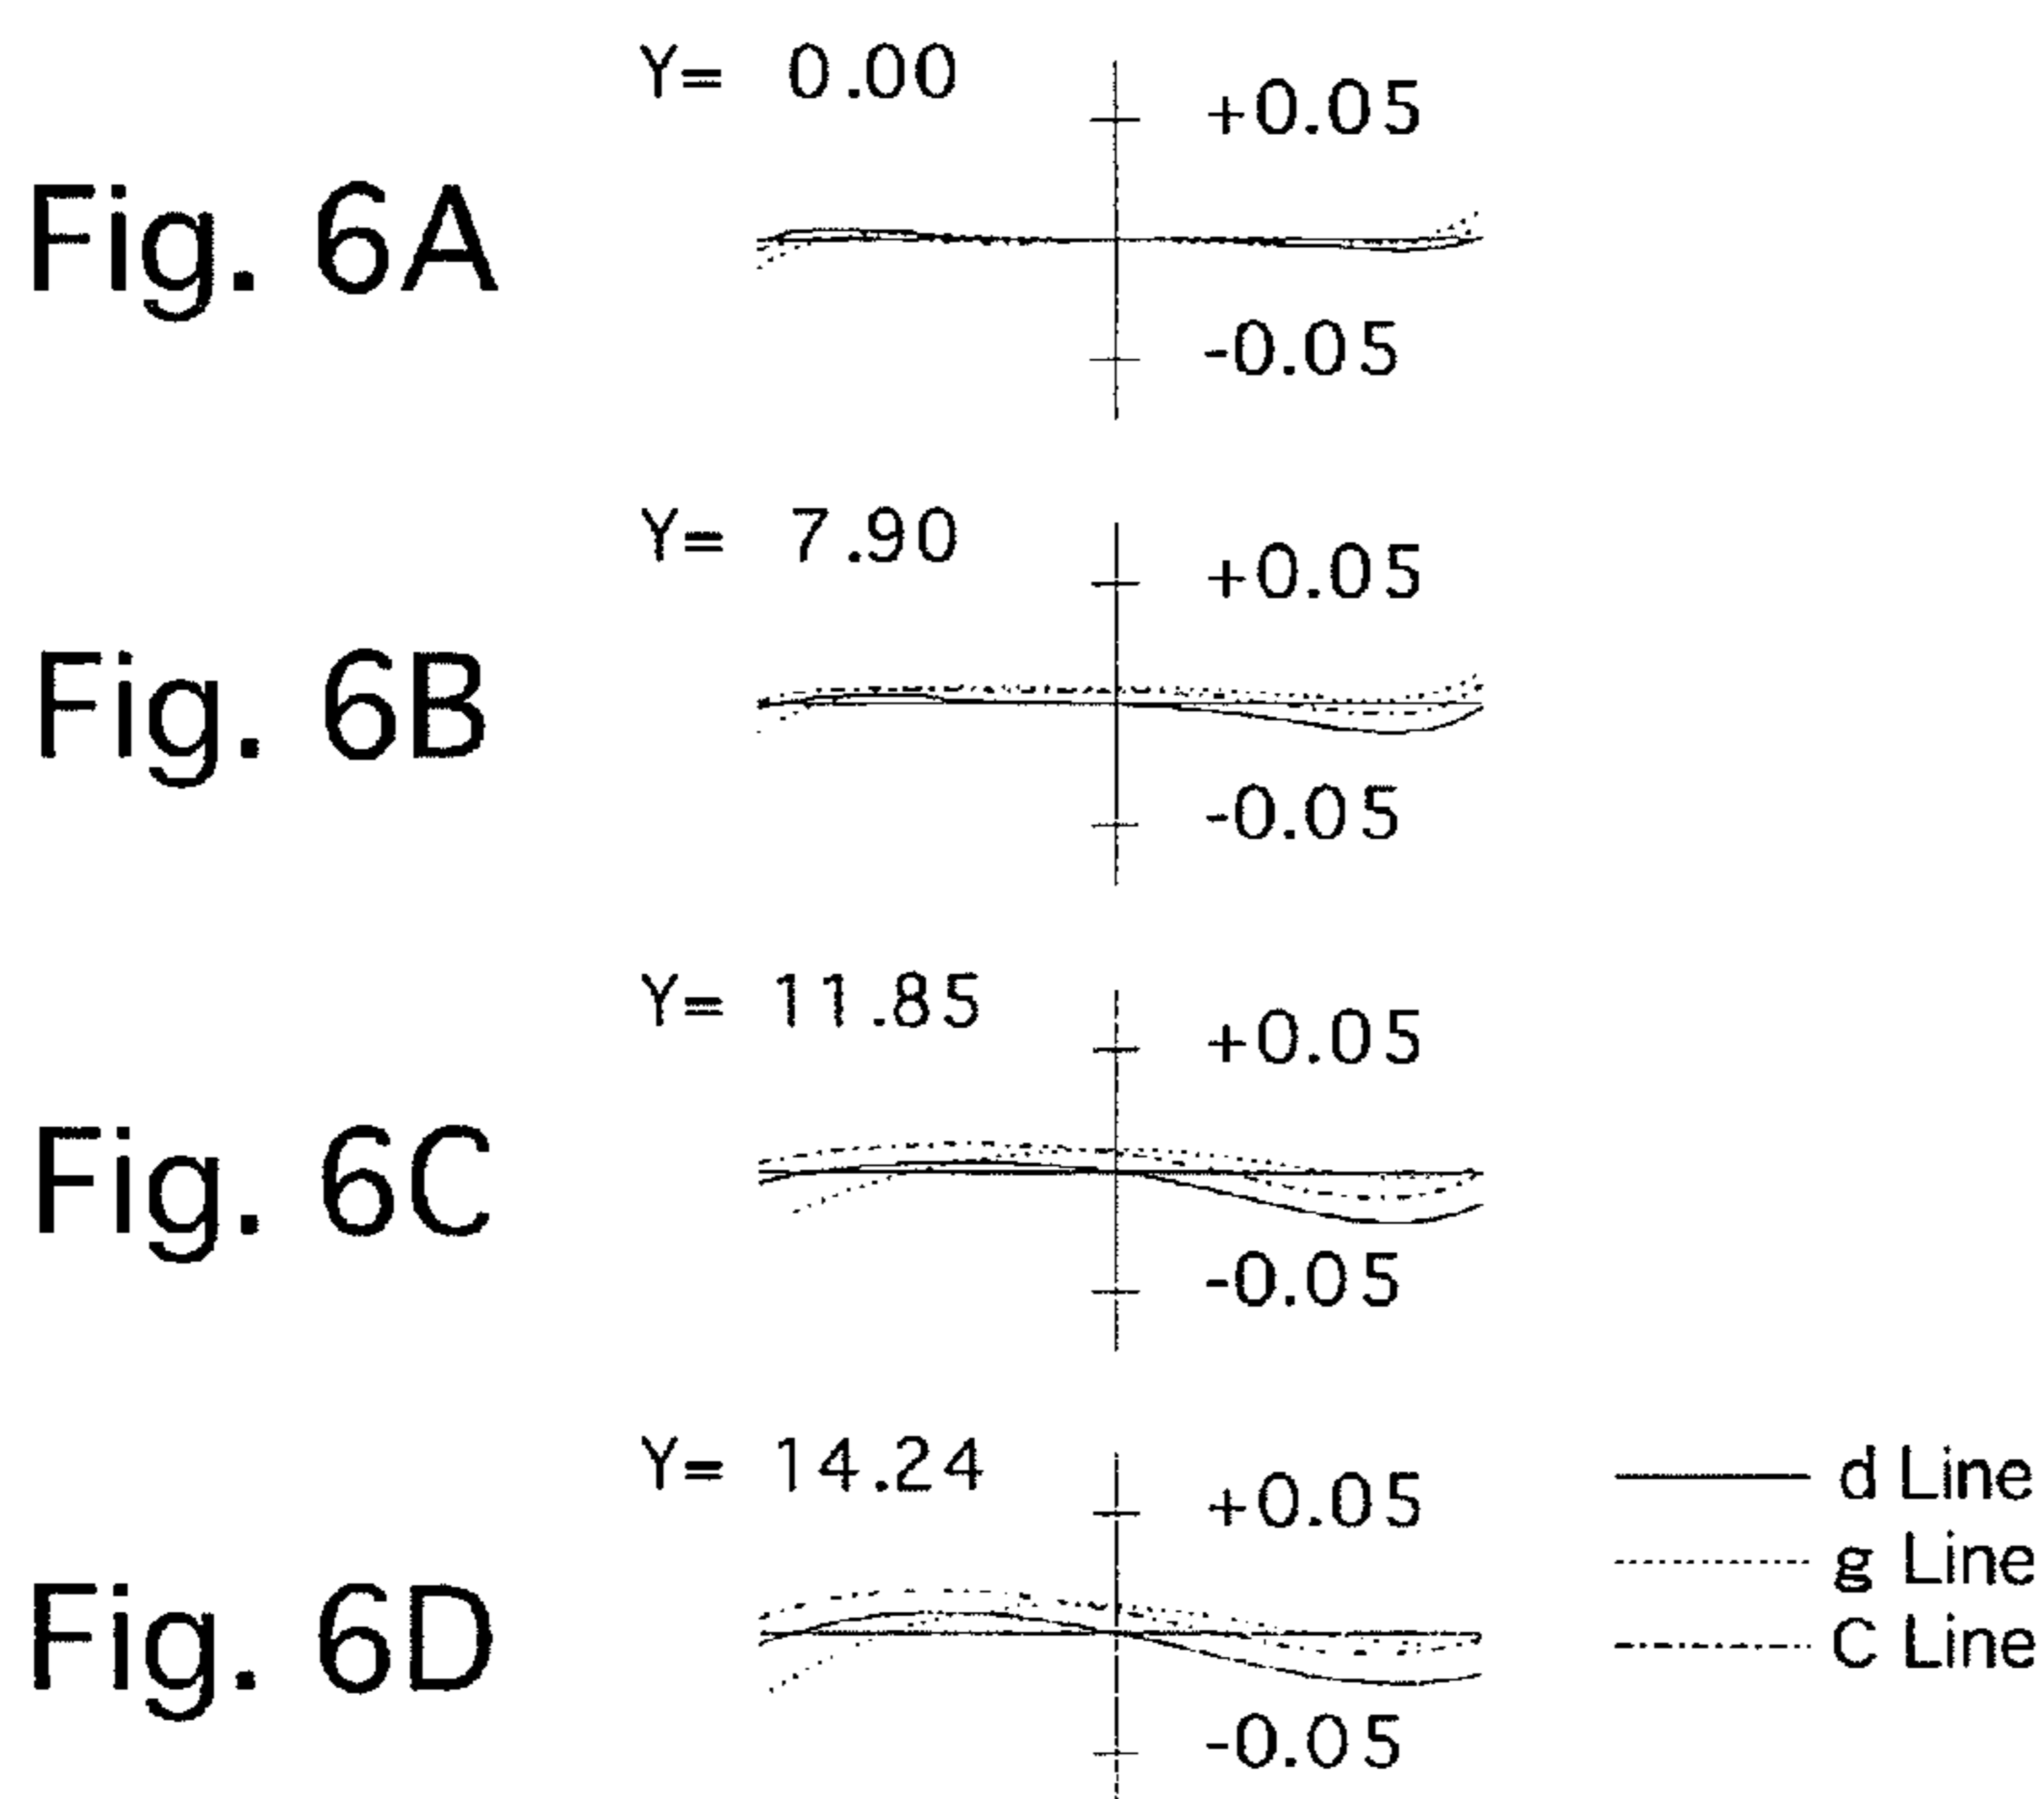 Y= 0.00
+0.05
Fig. 6A
-0.05
Y= 7.90
+0.05
Fig. 6B
-0.05
Y= 11.85
+0.05
Fig. 6C
-0.05
Y= 14.24
+0.05
Fig. 6D
-0.05
d Line
g Line
C Line